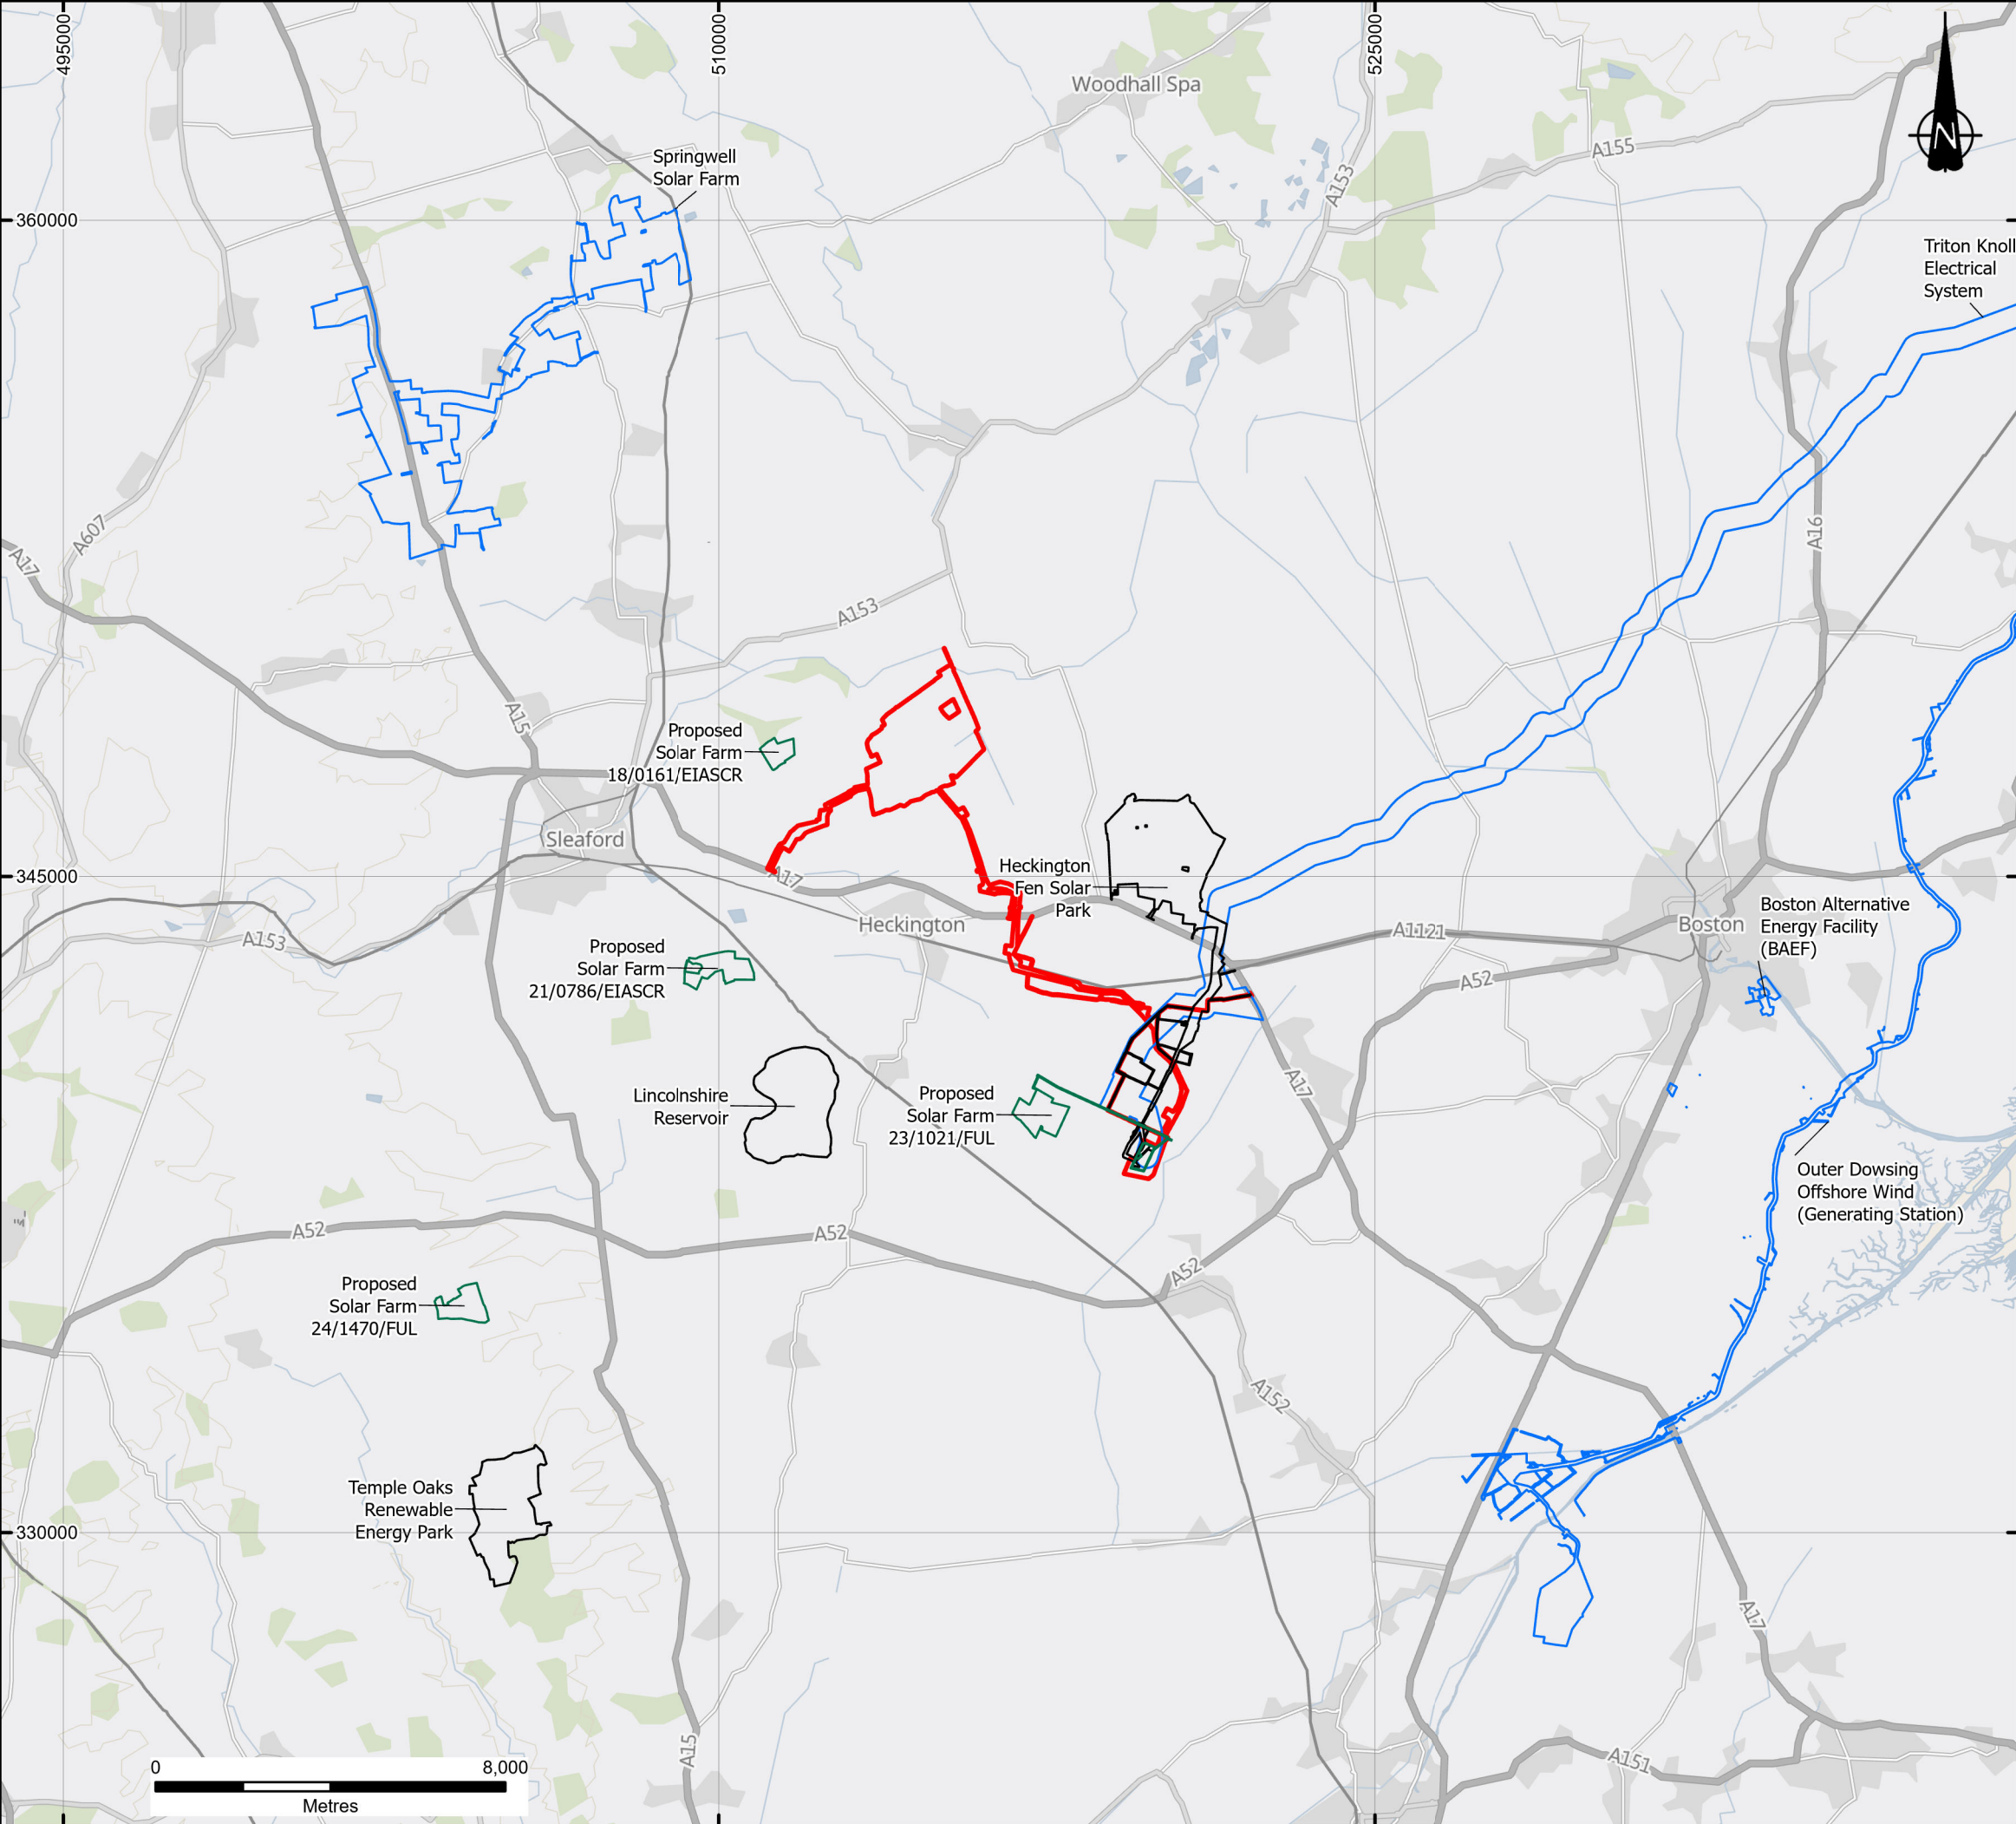 495000
510000
525000
Woodhall Spa
A155
A153
N
Springwell
Solar Farm
360000
Triton Knoll
Electrical
System
A607
A16
A17
A153
A15
Proposed
Solar Farm
18/0161/EIASCR
Sleaford
345000
A17
Heckington
Fen Solar
Park
Heckington
A153
A1121
Boston
A52
Boston Alternative
Energy Facility
(BAEF)
Proposed
Solar Farm
21/0786/EIASCR
Lincolnshire
Reservoir
Proposed
Solar Farm
23/1021/FUL
A17
Outer Dowsing
Offshore Wind
(Generating Station)
A52
A52
A52
Proposed
Solar Farm
24/1470/FUL
A152
Temple Oaks
Renewable
Energy Park
330000
A17
A15
A151
0
8,000
Metres